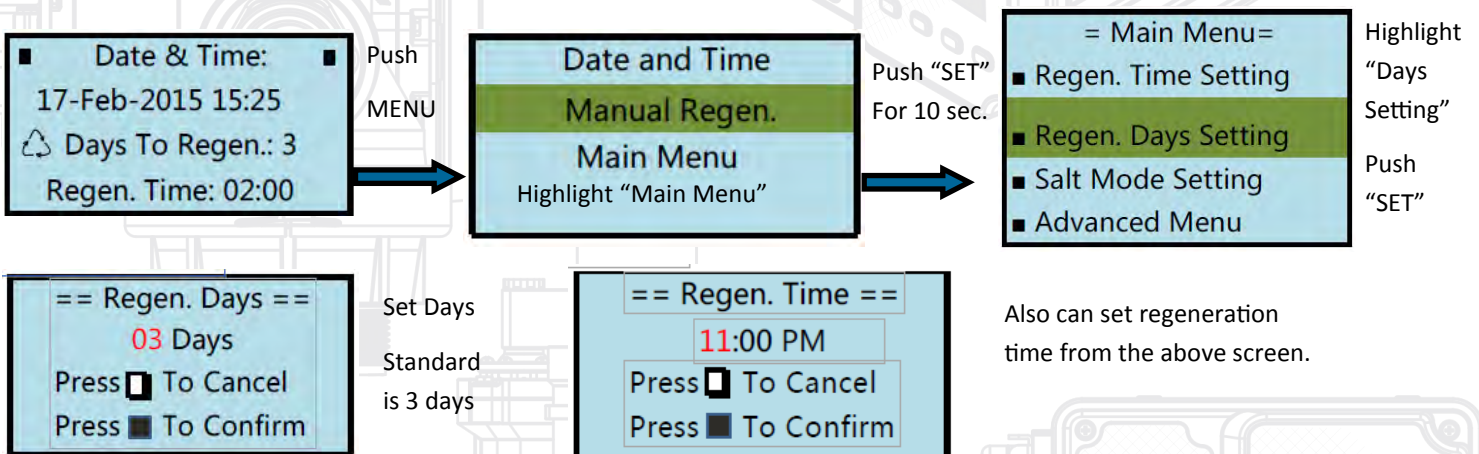 ■ Date & Time: ■
17-Feb-2015 15:25
Days To Regen.: 3
Regen. Time: 02:00
Push
MENU
Date and Time
Manual Regen.
Main Menu
Highlight “Main Menu”
Push “SET”
For 10 sec.
= Main Menu=
■ Regen. Time Setting
■ Regen. Days Setting
■ Salt Mode Setting
■ Advanced Menu
Highlight
“Days
Setting”
Push
“SET”
== Regen. Days ==
03 Days
Press To Cancel
Press ■ To Confirm
Set Days
Standard
is 3 days
== Regen. Time ==
11:00 PM
Press To Cancel
Press ■ To Confirm
Also can set regeneration
time from the above screen.